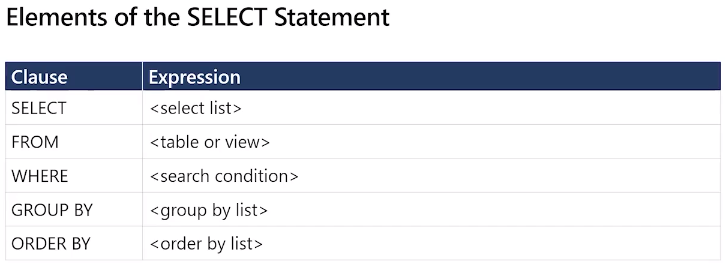 Elements of the SELECT Statement
Clause Expression
SELECT <select list>
FROM <table or view>
WHERE <search condition>
GROUP BY <group by list>
ORDER BY <order by list>